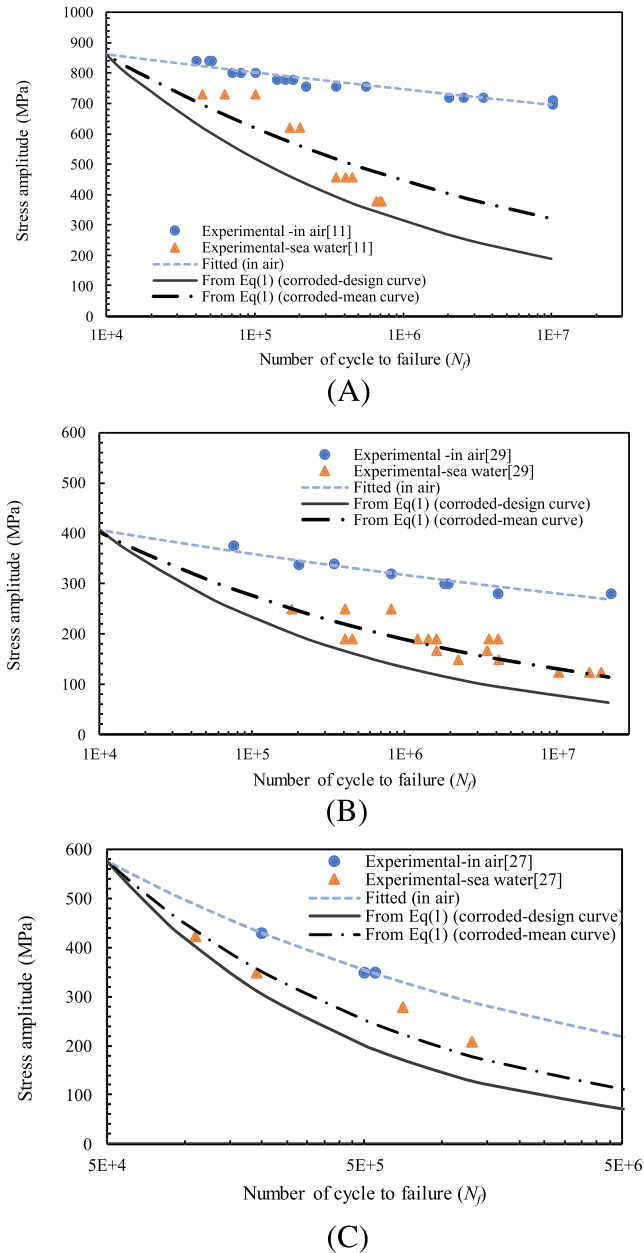 1000
900
800
700
600
500
400
300
200
100
0
Stress amplitude (MPa)
Experimental -in air[11]
Experimental-sea water[11]
Fitted (in air)
From Eq(1) (corroded-design curve)
From Eq(1) (corroded-mean curve)
1E+4 1E+5 1E+6 1E+7
Number of cycle to failure (Nf)
(A)
600
500
400
300
200
100
0
Stress amplitude (MPa)
Experimental -in air[29]
Experimental-sea water[29]
Fitted (in air)
From Eq(1) (corroded-design curve)
From Eq(1) (corroded-mean curve)
1E+4 1E+5 1E+6 1E+7
Number of cycle to failure (Nf)
(B)
600
500
400
300
200
100
0
Stress amplitude (MPa)
Experimental-in air[27]
Experimental-sea water[27]
Fitted (in air)
From Eq(1) (corroded-design curve)
From Eq(1) (corroded-mean curve)
5E+4 5E+5 5E+6
Number of cycle to failure (Nf)
(C)